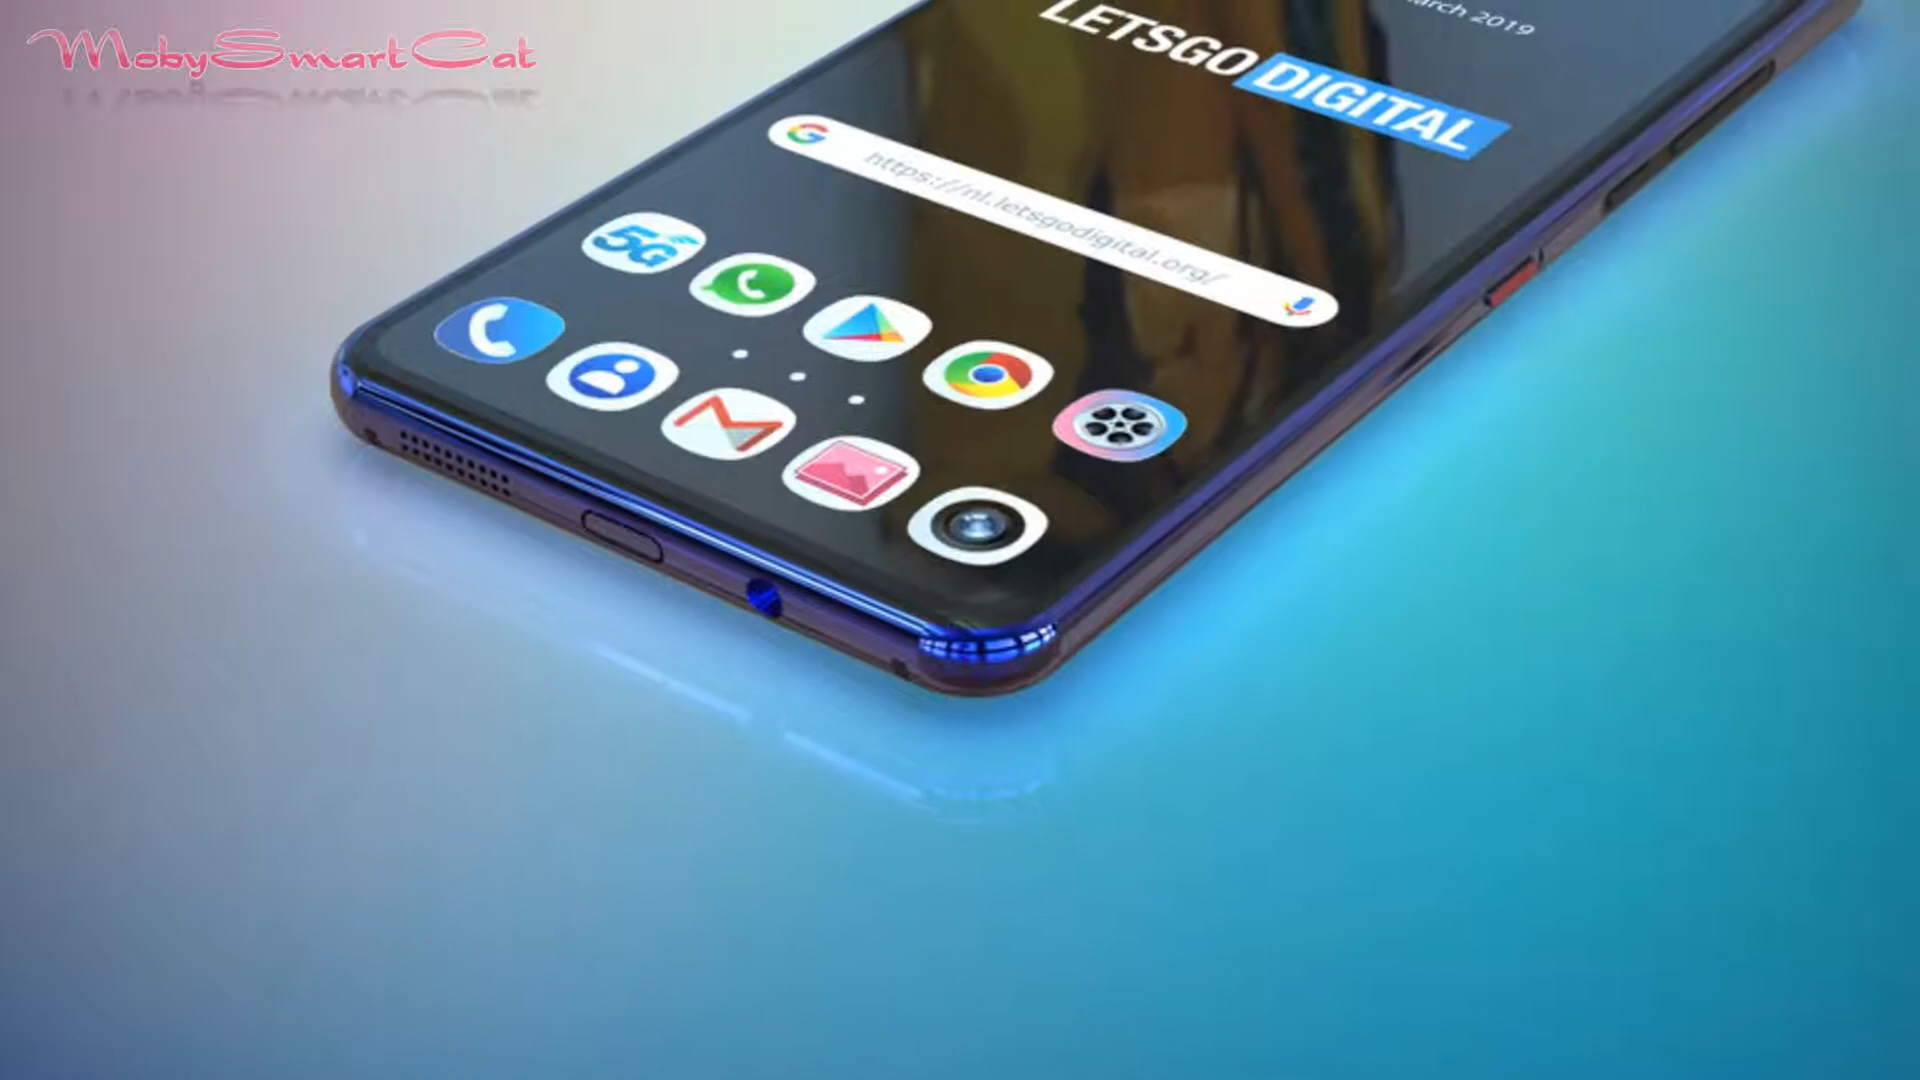 MobySmartCat
arch 2019
LETSGO DIGITAL
https://nl.letsgodigital.org/
5G